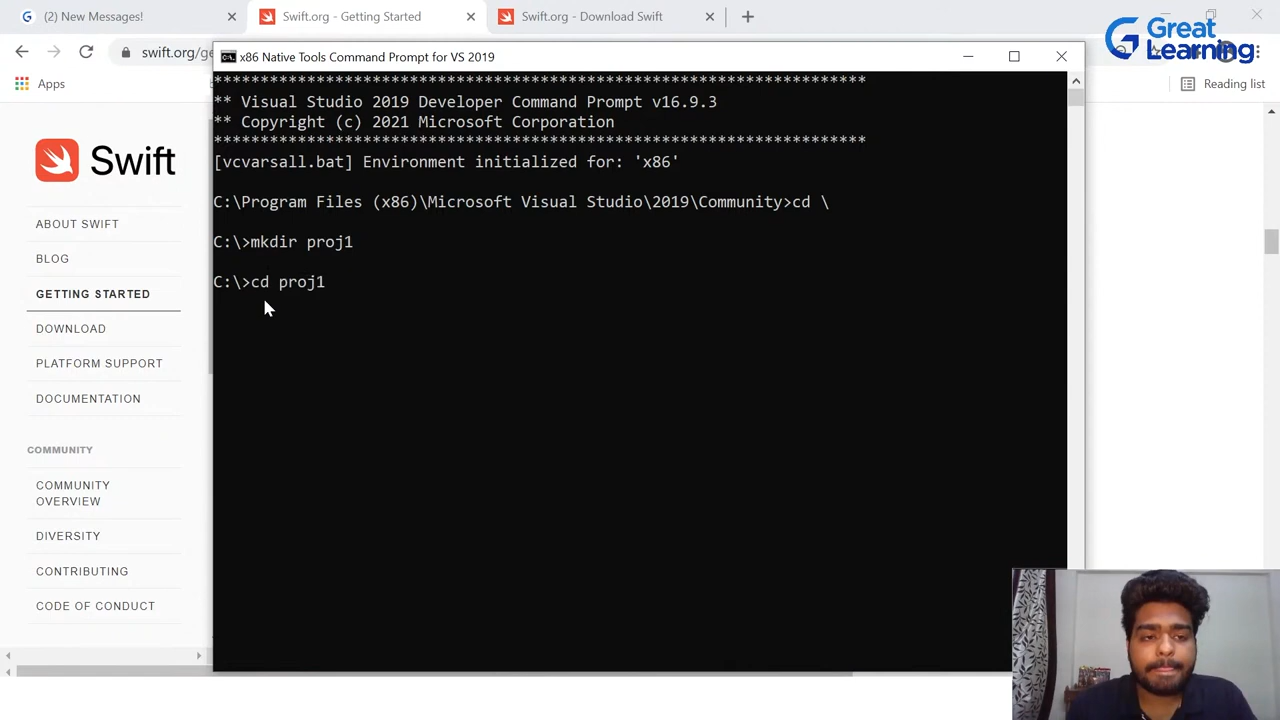 (2) New Messages!
Swift.org - Getting Started
Swift.org - Download Swift
Great
Learning
swift.org/ge
Apps
Reading list
x86 Native Tools Command Prompt for VS 2019
**********************************************************************
** Visual Studio 2019 Developer Command Prompt v16.9.3
** Copyright (c) 2021 Microsoft Corporation
**********************************************************************
[vcvarsall.bat] Environment initialized for: 'x86'
C:\Program Files (x86)\Microsoft Visual Studio\2019\Community>cd \
C:\>mkdir proj1
C:\>cd proj1
Swift
ABOUT SWIFT
BLOG
GETTING STARTED
DOWNLOAD
PLATFORM SUPPORT
DOCUMENTATION
COMMUNITY
COMMUNITY
OVERVIEW
DIVERSITY
CONTRIBUTING
CODE OF CONDUCT